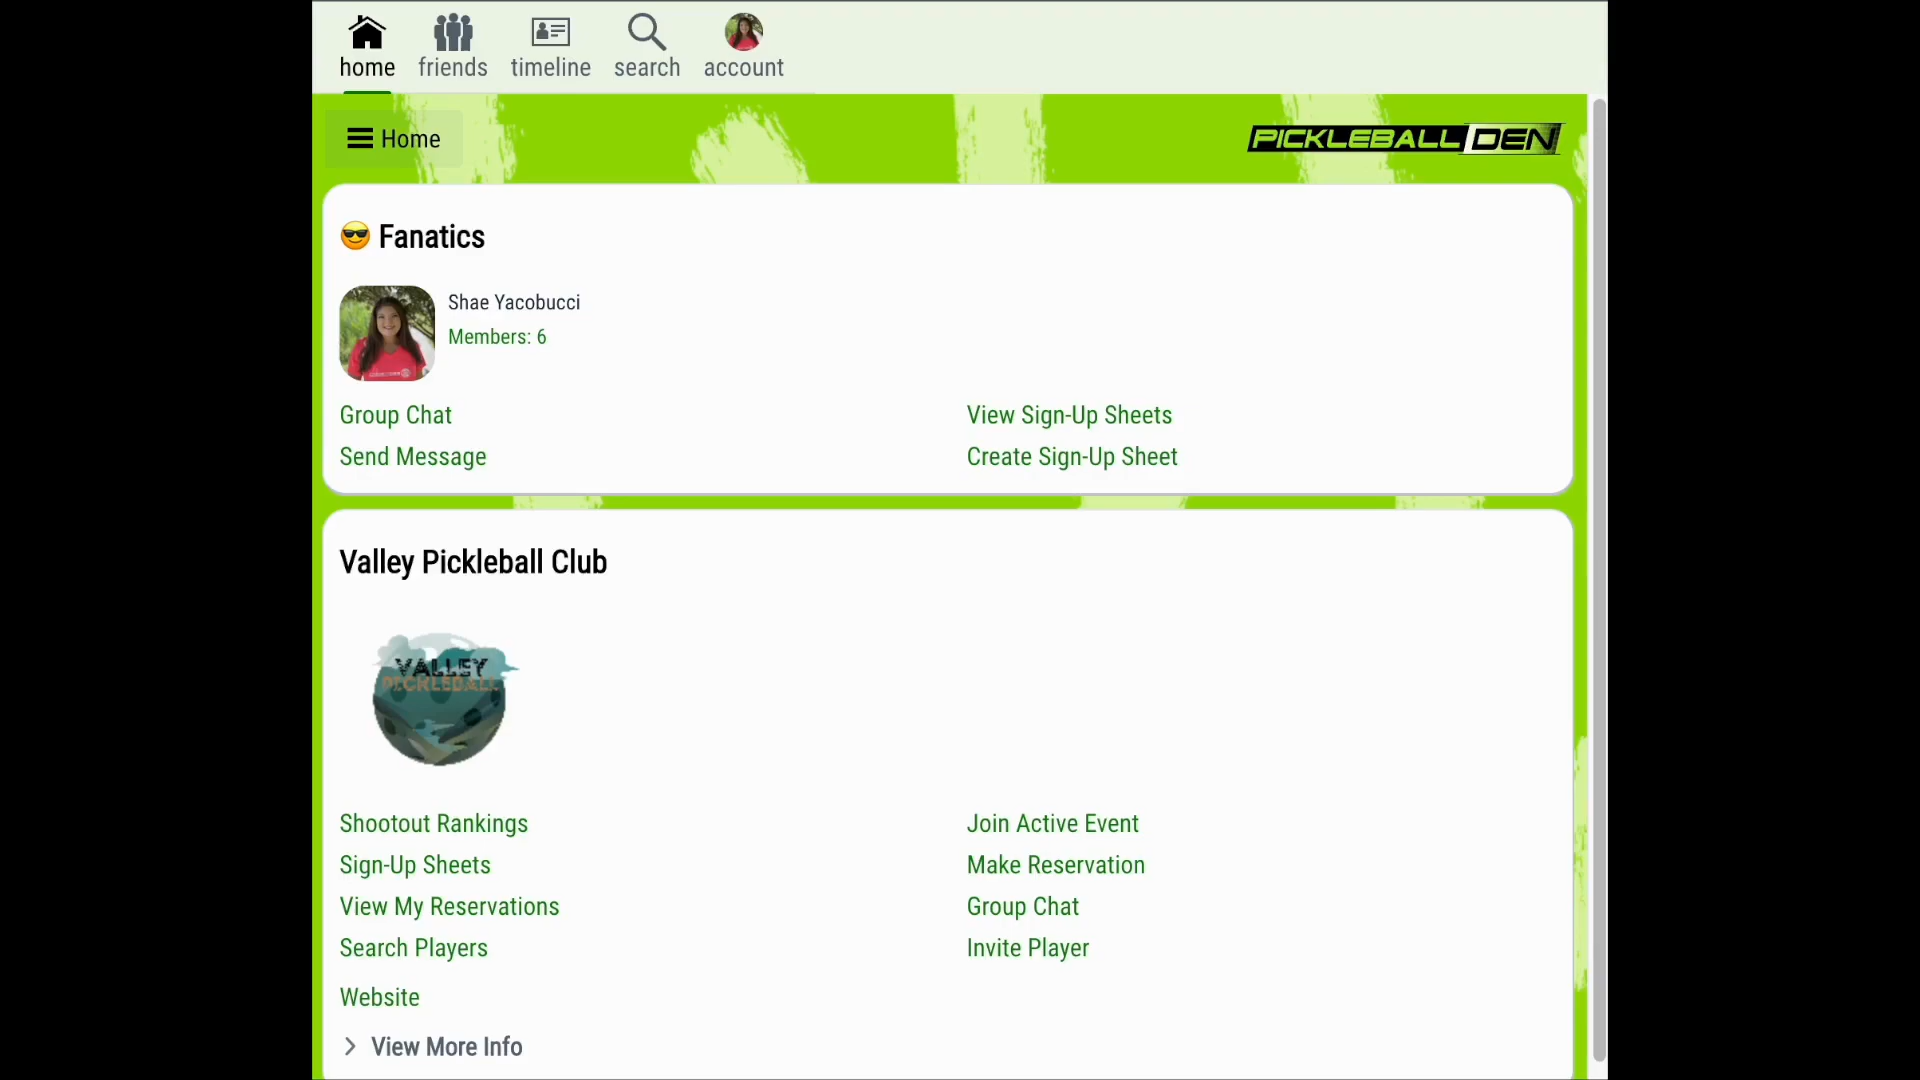 home friends timeline search account
Home
PICKLEBALL DEN
😎 Fanatics
Shae Yacobucci
Members: 6
Group Chat
View Sign-Up Sheets
Send Message
Create Sign-Up Sheet
Valley Pickleball Club
VALLEY
PICKLEBALL
Shootout Rankings
Join Active Event
Sign-Up Sheets
Make Reservation
View My Reservations
Group Chat
Search Players
Invite Player
Website
View More Info